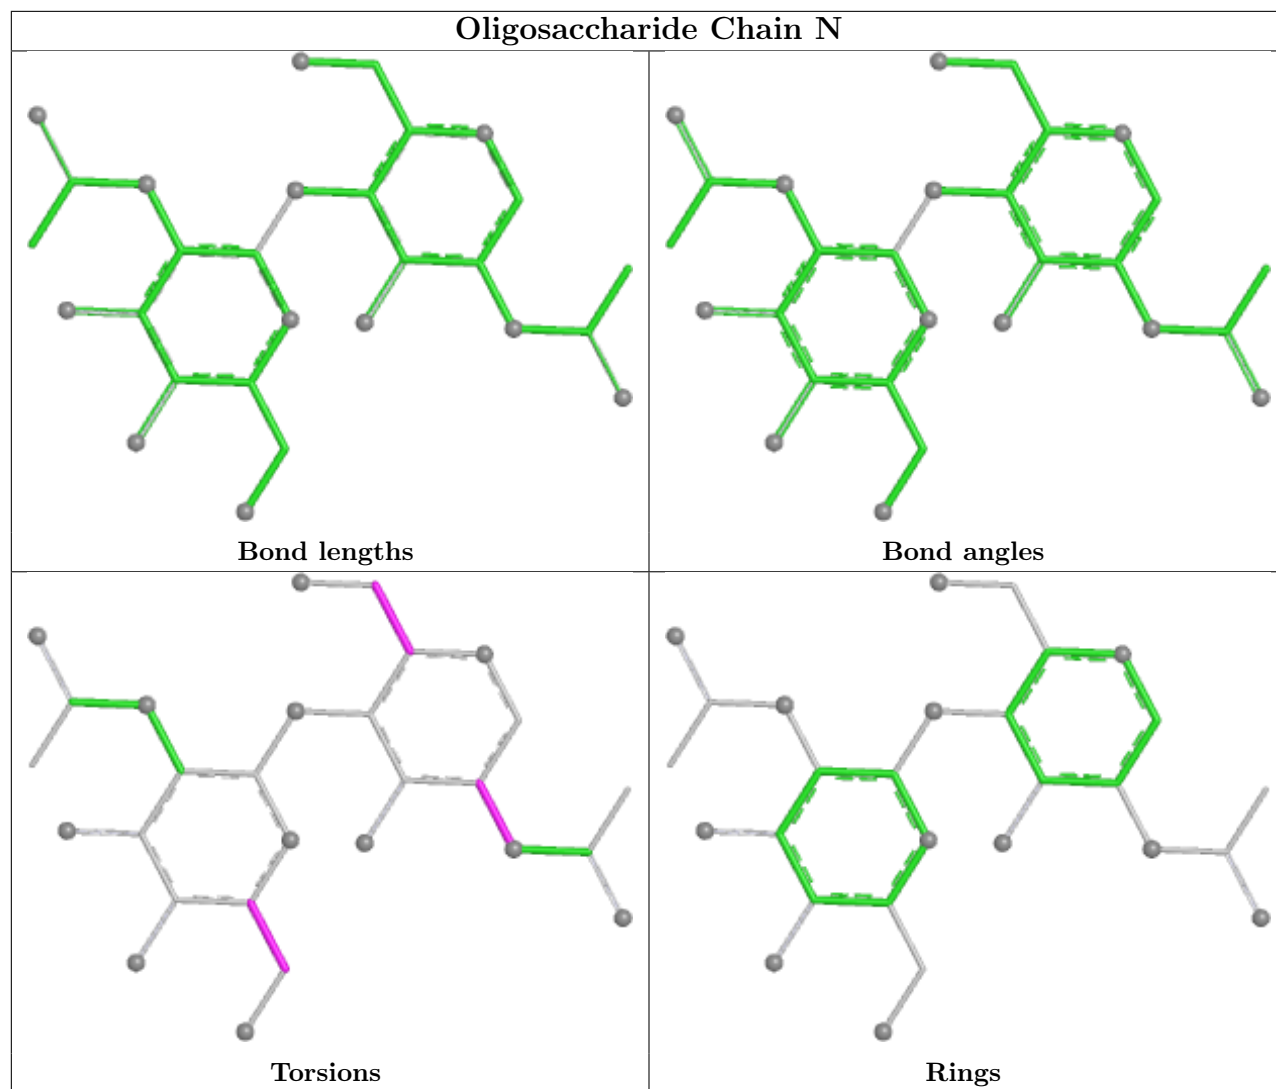 Oligosaccharide Chain N
Bond lengths
Bond angles
Torsions
Rings